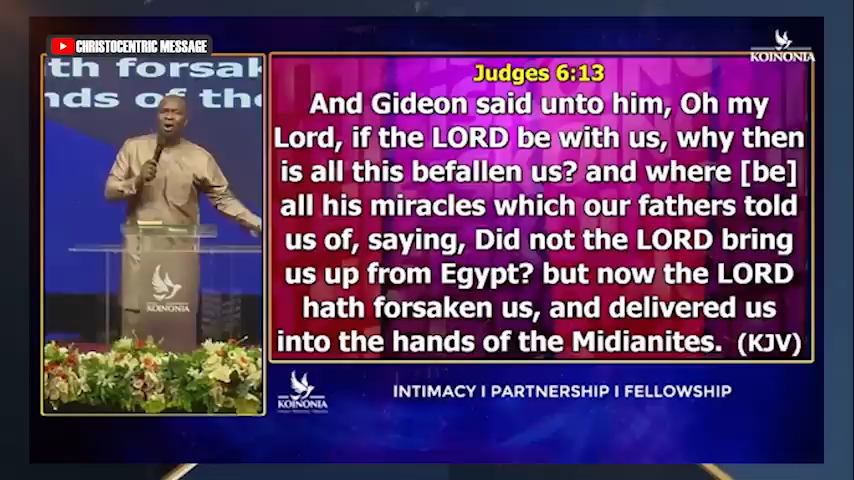 CHRISTOCENTRIC MESSAGE
KOINONIA
th forsak
nds of the
KOINONIA
Judges 6:13
And Gideon said unto him, Oh my
Lord, if the LORD be with us, why then
is all this befallen us? and where [be]
all his miracles which our fathers told
us of, saying, Did not the LORD bring
us up from Egypt? but now the LORD
hath forsaken us, and delivered us
into the hands of the Midianites. (KJV)
KOINONIA
INTIMACY I PARTNERSHIP I FELLOWSHIP